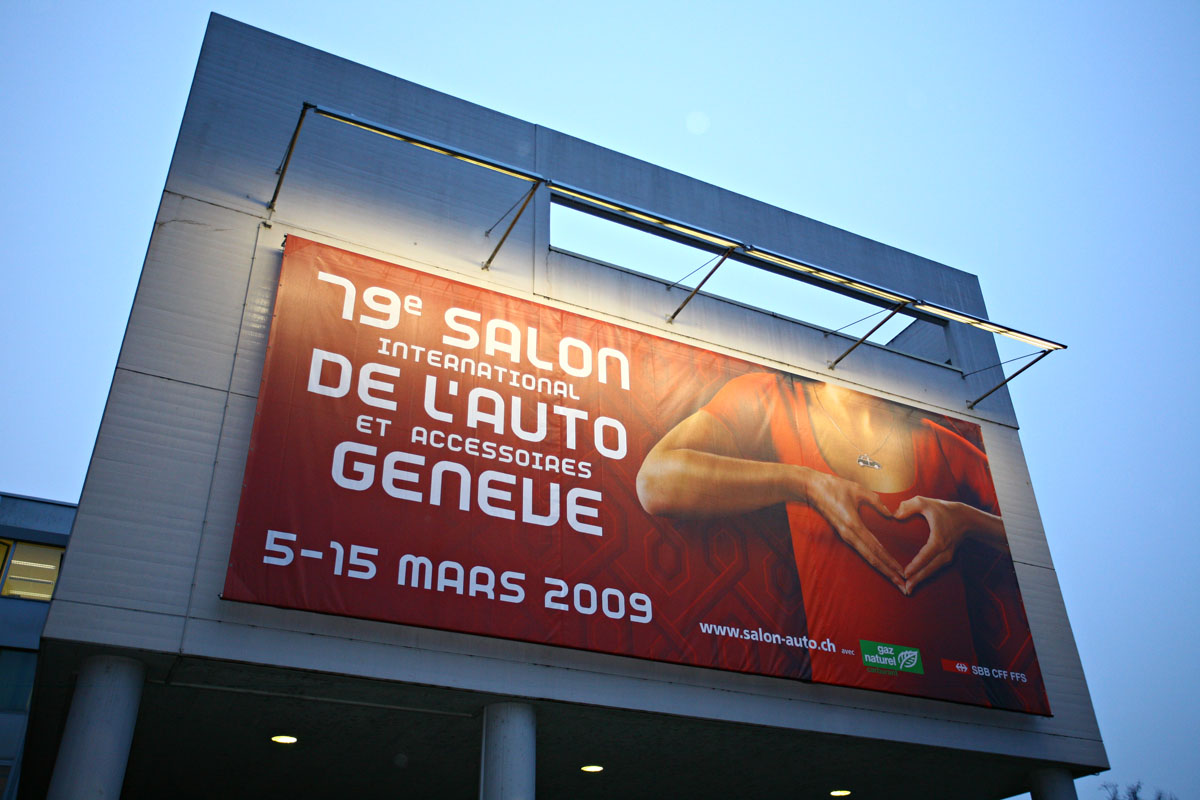 79e SALON
INTERNATIONAL
DE L'AUTO
ET ACCESSOIRES
GENEVE
5-15 MARS 2009
www.salon-auto.ch avec
gaz
naturel
SBB CFF FFS